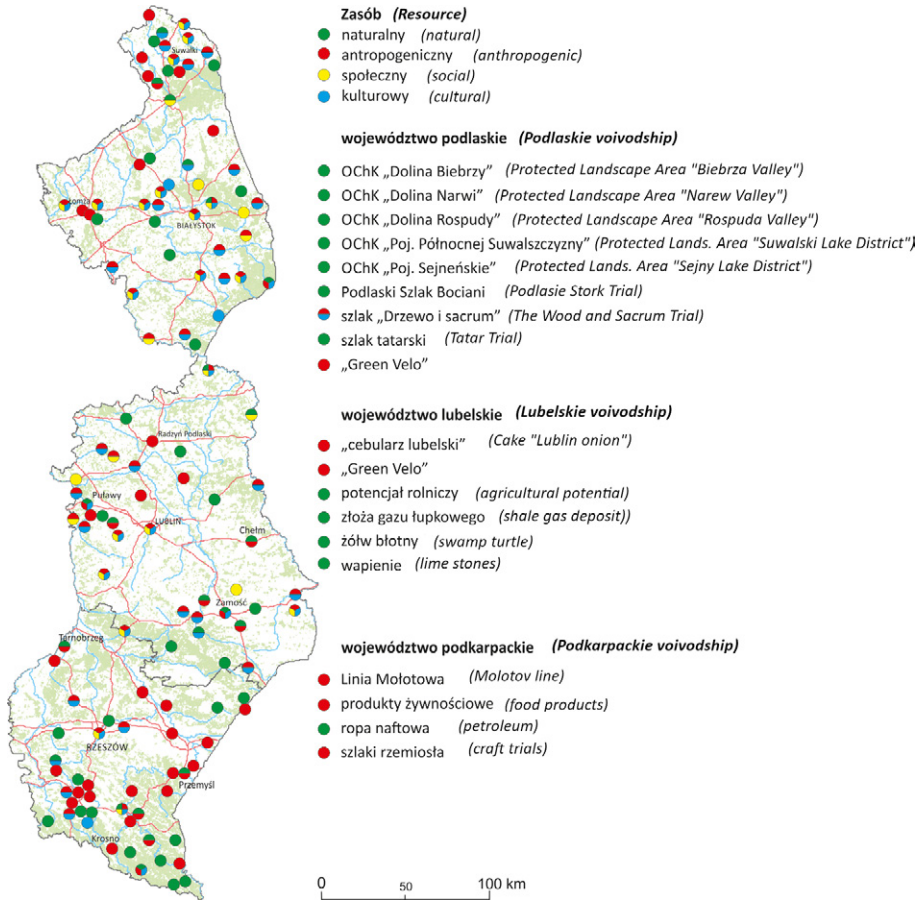 Zasób (Resource)
naturalny (natural)
antropogeniczny (anthropogenic)
społeczny (social)
kulturowy (cultural)
województwo podlaskie (Podlaskie voivodship)
OChK „Dolina Biebrzy” (Protected Landscape Area "Biebrza Valley")
OChK „Dolina Narwi” (Protected Landscape Area "Narew Valley")
OChK „Dolina Rospudy” (Protected Landscape Area "Rospuda Valley")
OChK „Poj. Północnej Suwalszczyzny” (Protected Lands. Area "Suwalski Lake District")
OChK „Poj. Sejneńskie” (Protected Lands. Area "Sejny Lake District")
Podlaski Szlak Bociani (Podlasie Stork Trial)
szlak „Drzewo i sacrum” (The Wood and Sacrum Trial)
szlak tatarski (Tatar Trial)
„Green Velo”
województwo lubelskie (Lubelskie voivodship)
„cebularz lubelski” (Cake "Lublin onion")
„Green Velo”
potencjał rolniczy (agricultural potential)
złoża gazu łupkowego (shale gas deposit))
żółw błotny (swamp turtle)
wapienie (lime stones)
województwo podkarpackie (Podkarpackie voivodship)
Linia Mołotowa (Molotov line)
produkty żywnościowe (food products)
ropa naftowa (petroleum)
szlaki rzemiosła (craft trials)
Suwałki
Łomża
BIAŁYSTOK
Radzyń Podlaski
Puławy
LUBLIN
Chełm
Zamość
Ternobrzeg
RZESZÓW
Przemyśl
Krosno
0 50 100 km